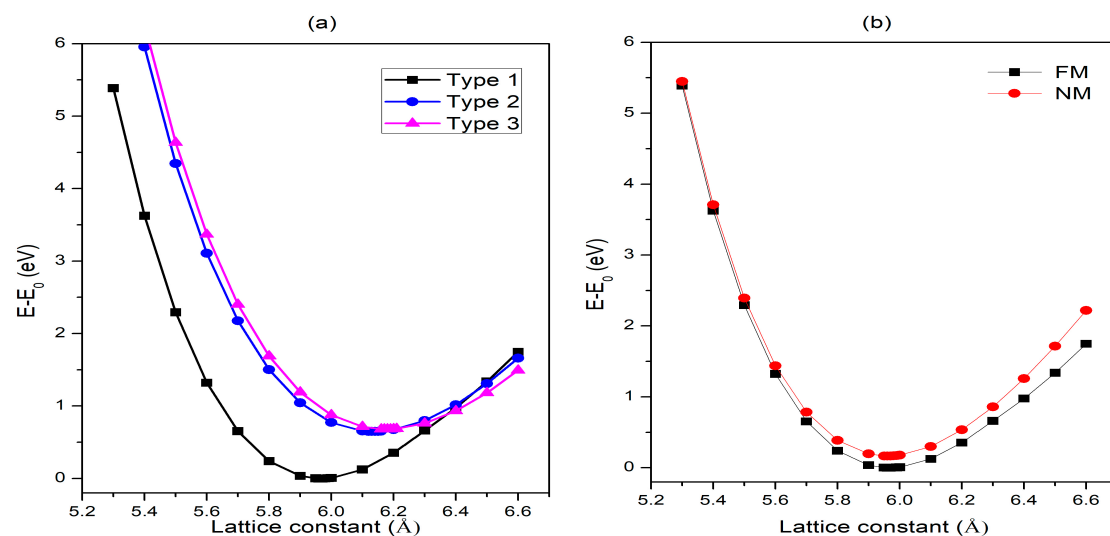 (a)
6
5
4
3
2
1
0
E-E0 (eV)
Type 1
Type 2
Type 3
5.2 5.4 5.6 5.8 6.0 6.2 6.4 6.6
Lattice constant (Å)
(b)
6
5
4
3
2
1
0
E-E0 (eV)
FM
NM
5.2 5.4 5.6 5.8 6.0 6.2 6.4 6.6
Lattice constant (Å)